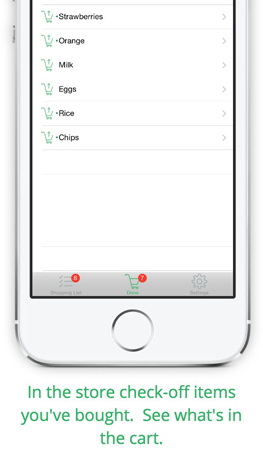 •Strawberries
•Orange
Milk
Eggs
•Rice
•Chips
6
7
Shopping List
Done
Settings
In the store check-off items
you've bought.  See what's in
the cart.